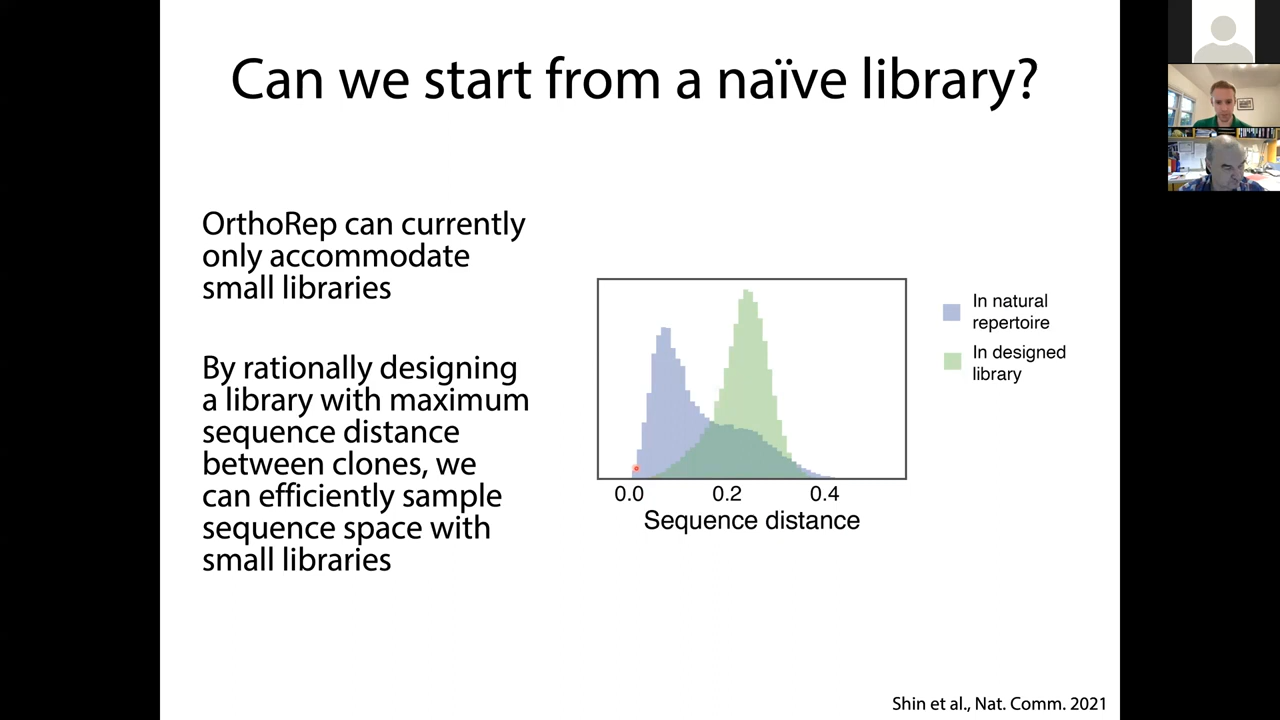 Can we start from a naïve library?
OrthoRep can currently
only accommodate
small libraries
By rationally designing
a library with maximum
sequence distance
between clones, we
can efficiently sample
sequence space with
small libraries
In natural
repertoire
In designed
library
0.0 0.2 0.4
Sequence distance
Shin et al., Nat. Comm. 2021